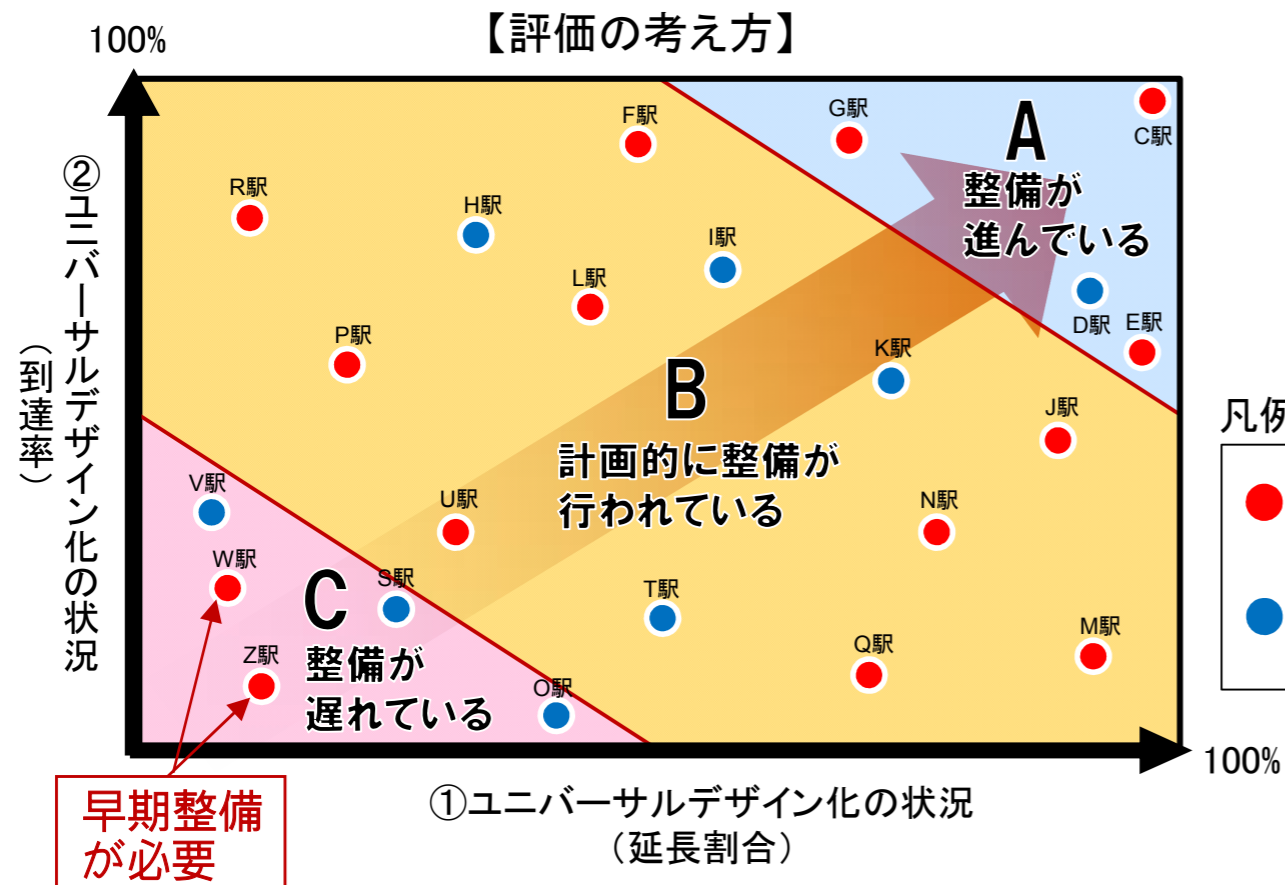 【評価の考え方】
100%
②ユニバーサルデザイン化の状況
（到達率）
F駅
G駅
A
C駅
整備が
進んでいる
R駅
H駅
I駅
L駅
D駅
E駅
P駅
K駅
B
J駅
計画的に整備が
行われている
V駅
U駅
N駅
W駅
C
S駅
T駅
Z駅
整備が
遅れている
O駅
Q駅
M駅
凡例
100%
早期整備
が必要
①ユニバーサルデザイン化の状況
（延長割合）